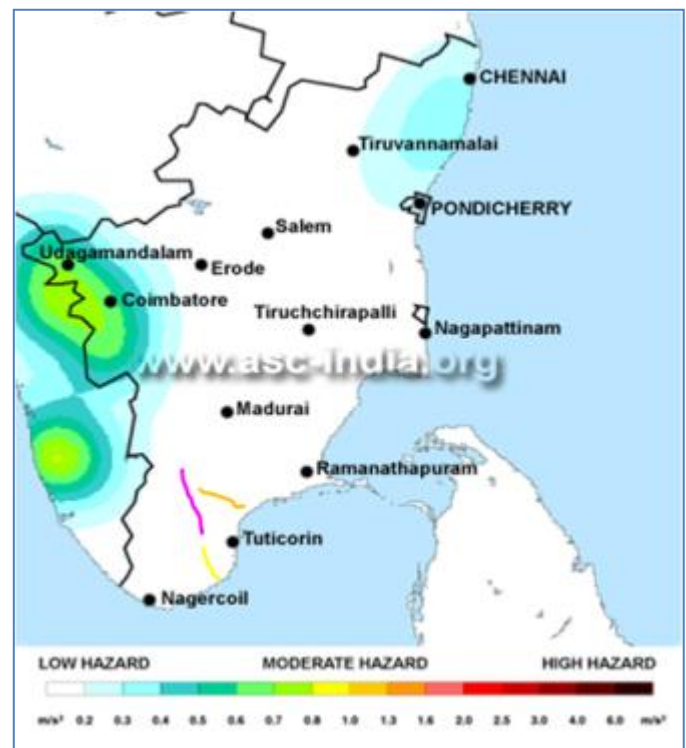 CHENNAI
Tiruvannamalai
PONDICHERRY
Salem
Udagamandalam
Erode
Coimbatore
Tiruchchirapalli
Nagapattinam
www.asc-india.org
Madurai
Ramanathapuram
Tuticorin
Nagercoil
LOW HAZARD MODERATE HAZARD HIGH HAZARD
m/s² 0.2 0.3 0.4 0.5 0.6 0.7 0.8 1.0 1.3 1.6 2.0 2.5 3.0 4.0 6.0 m/s²